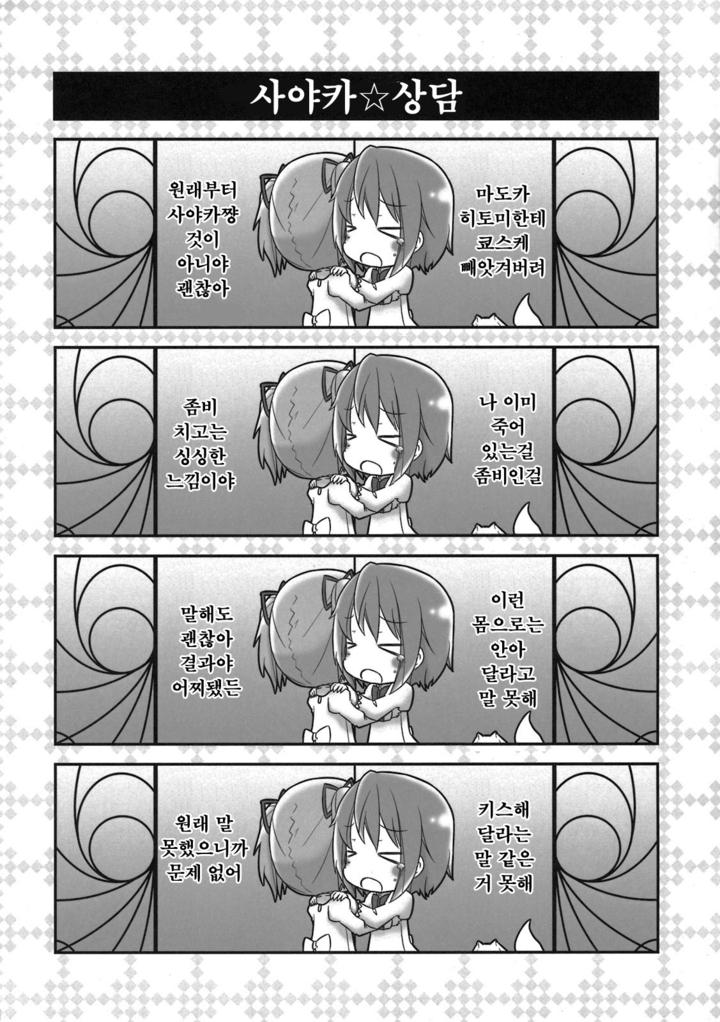 사야카☆상담
마도카
히토미한테
쿄스케
빼앗겨버려
원래부터
사야카쨩
것이
아니야
괜찮아
나 이미
죽어
있는걸
좀비인걸
좀비
치고는
싱싱한
느낌이야
이런
몸으로는
안아
달라고
말 못해
말해도
괜찮아
결과야
어찌됐든
키스해
달라는
말 같은
거 못해
원래 말
못했으니까
문제 없어